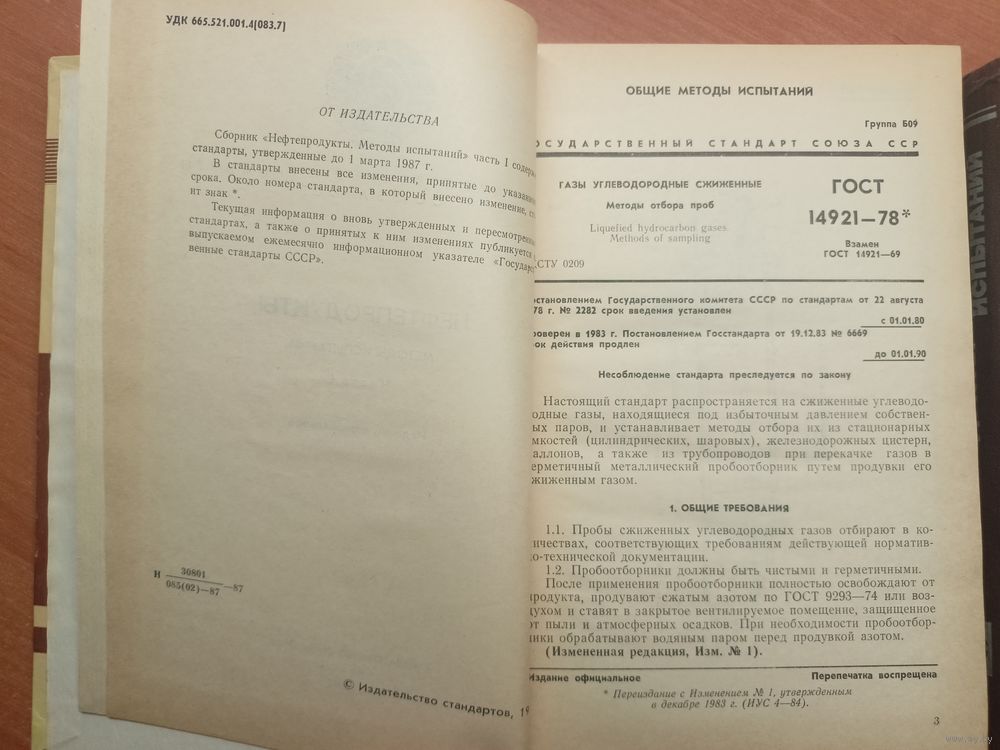 УДК 665.521.001.4(083.7)
ОТ ИЗДАТЕЛЬСТВА
Сборник «Нефтепродукты. Методы испытаний» часть I содерж
стандарты, утвержденные до 1 марта 1987 г.
В стандарты внесены все изменения, принятые до указанно
срока. Около номера стандарта, в который внесено изменение, ст
ит знак *.
Текущая информация о вновь утвержденных и пересмотрен
стандартах, а также о принятых к ним изменениях публикуется
выпускаемом ежемесячно информационном указателе «Государс
венные стандарты СССР».
Н 30801
085(02)—87 —87
© Издательство стандартов, 19
ОБЩИЕ МЕТОДЫ ИСПЫТАНИЙ
Группа Б09
ОСУДАРСТВЕННЫЙ СТАНДАРТ СОЮЗА ССР
ГАЗЫ УГЛЕВОДОРОДНЫЕ СЖИЖЕННЫЕ
Методы отбора проб
Liquefied hydrocarbon gases.
Methods of sampling
КСТУ 0209
ГОСТ
14921—78*
Взамен
ГОСТ 14921—69
остановлением Государственного комитета СССР по стандартам от 22 августа
78 г. № 2282 срок введения установлен
с 01.01.80
роверен в 1983 г. Постановлением Госстандарта от 19.12.83 № 6669
ок действия продлен
до 01.01.90
Несоблюдение стандарта преследуется по закону
Настоящий стандарт распространяется на сжиженные углеводо-
одные газы, находящиеся под избыточным давлением собствен-
ых паров, и устанавливает методы отбора их из стационарных
мкостей (цилиндрических, шаровых), железнодорожных цистерн,
аллонов, а также из трубопроводов при перекачке газов в
ерметичный металлический пробоотборник путем продувки его
жиженным газом.
1. ОБЩИЕ ТРЕБОВАНИЯ
1.1. Пробы сжиженных углеводородных газов отбирают в ко-
ичествах, соответствующих требованиям действующей норматив-
о-технической документации.
1.2. Пробоотборники должны быть чистыми и герметичными.
После применения пробоотборники полностью освобождают от
продукта, продувают сжатым азотом по ГОСТ 9293—74 или воз-
духом и ставят в закрытое вентилируемое помещение, защищенное
от пыли и атмосферных осадков. При необходимости пробоотбор-
ники обрабатывают водяным паром перед продувкой азотом.
(Измененная редакция, Изм. № 1).
Издание официальное Перепечатка воспрещена
* Переиздание с Изменением № 1, утвержденным
в декабре 1983 г. (ИУС 4—84).
3
ИСПЫТАНИЙ